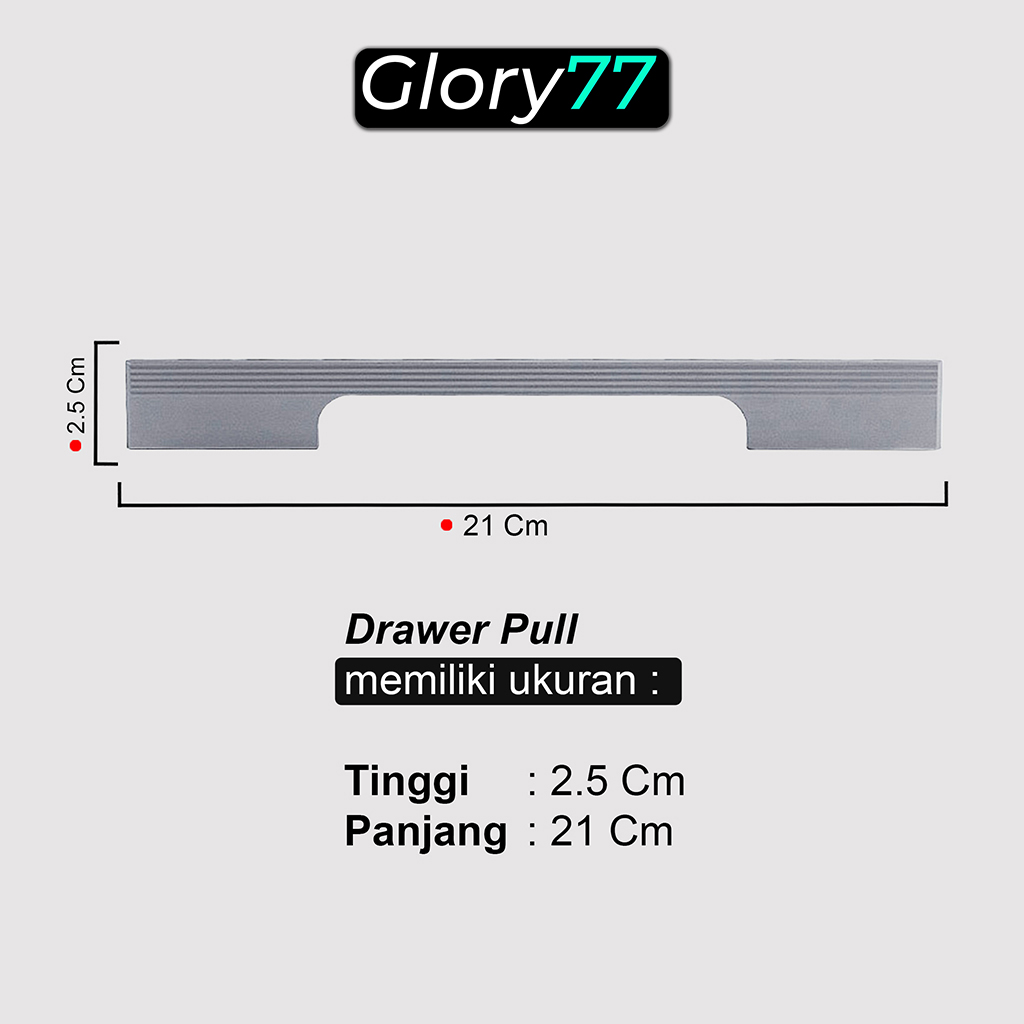 Glory77
2.5 Cm
21 Cm
Drawer Pull
memiliki ukuran :
Tinggi : 2.5 Cm
Panjang : 21 Cm